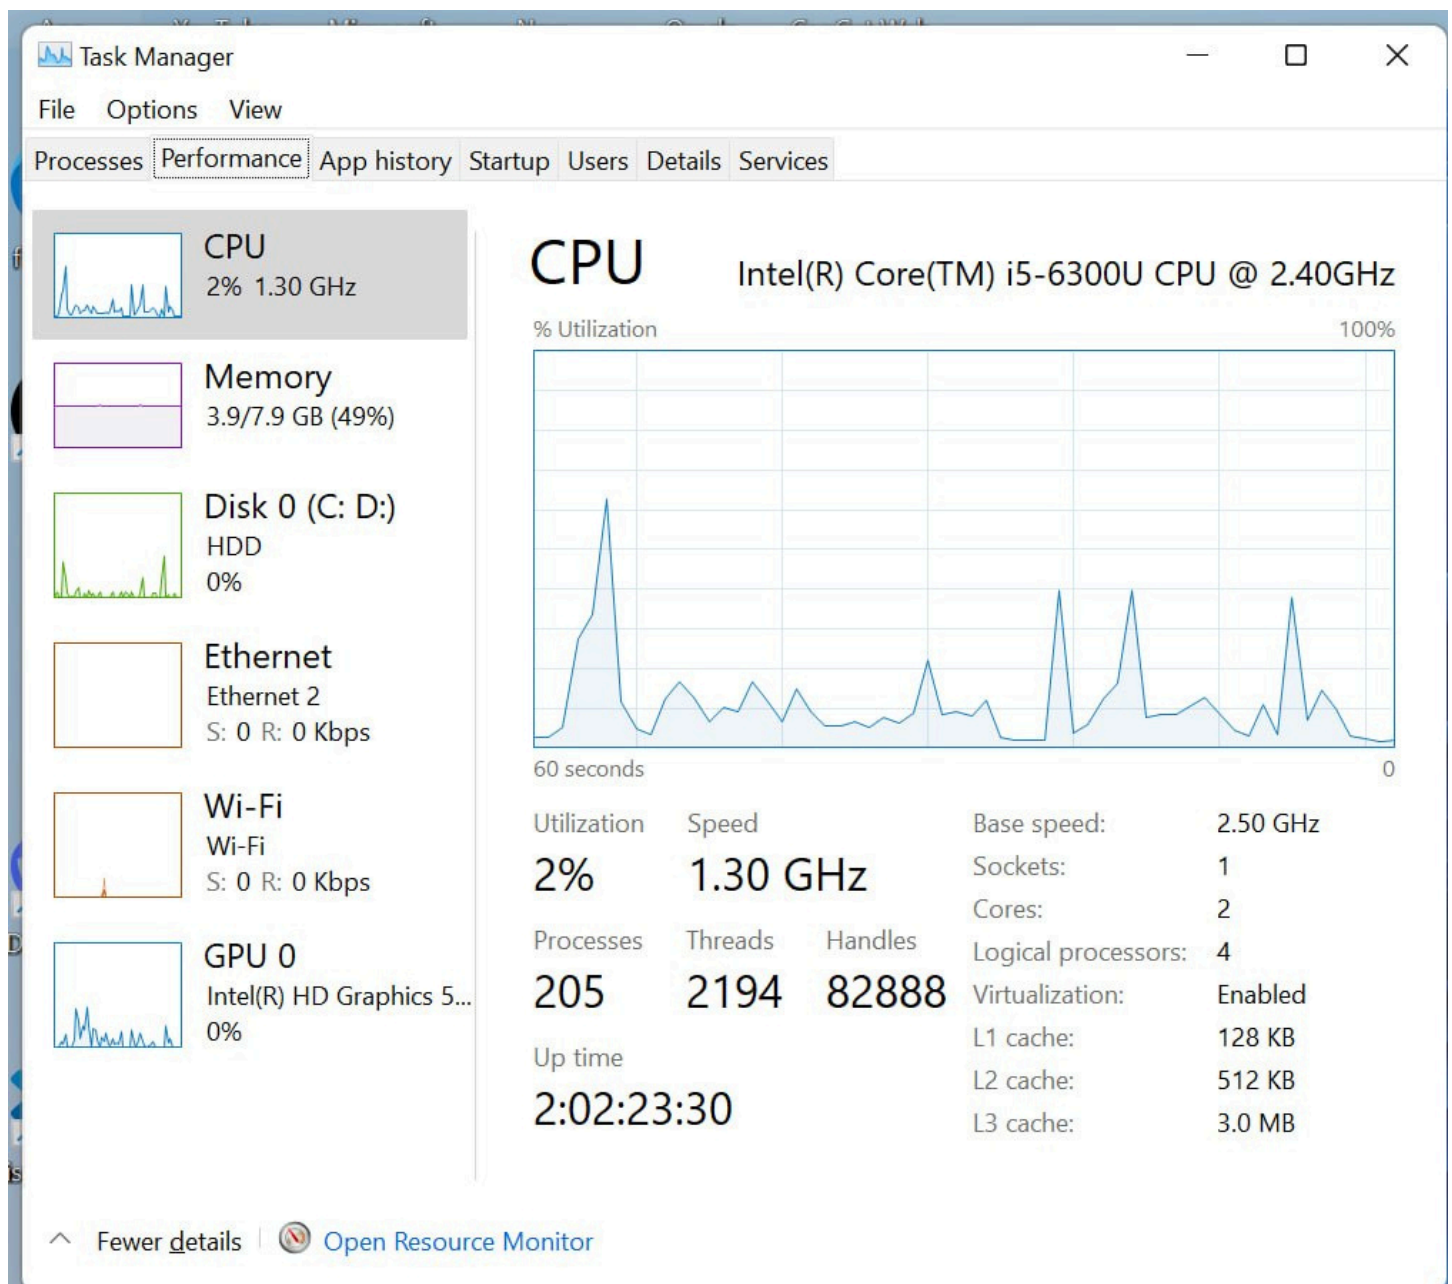 Task Manager
File Options View
Processes Performance App history Startup Users Details Services
CPU
2% 1.30 GHz
Memory
3.9/7.9 GB (49%)
Disk 0 (C: D:)
HDD
0%
Ethernet
Ethernet 2
S: 0 R: 0 Kbps
Wi-Fi
Wi-Fi
S: 0 R: 0 Kbps
GPU 0
Intel(R) HD Graphics 5...
0%
CPU Intel(R) Core(TM) i5-6300U CPU @ 2.40GHz
% Utilization 100%
60 seconds 0
Utilization Speed
2% 1.30 GHz
Processes Threads Handles
205 2194 82888
Up time
2:02:23:30
Base speed: 2.50 GHz
Sockets: 1
Cores: 2
Logical processors: 4
Virtualization: Enabled
L1 cache: 128 KB
L2 cache: 512 KB
L3 cache: 3.0 MB
Fewer details Open Resource Monitor